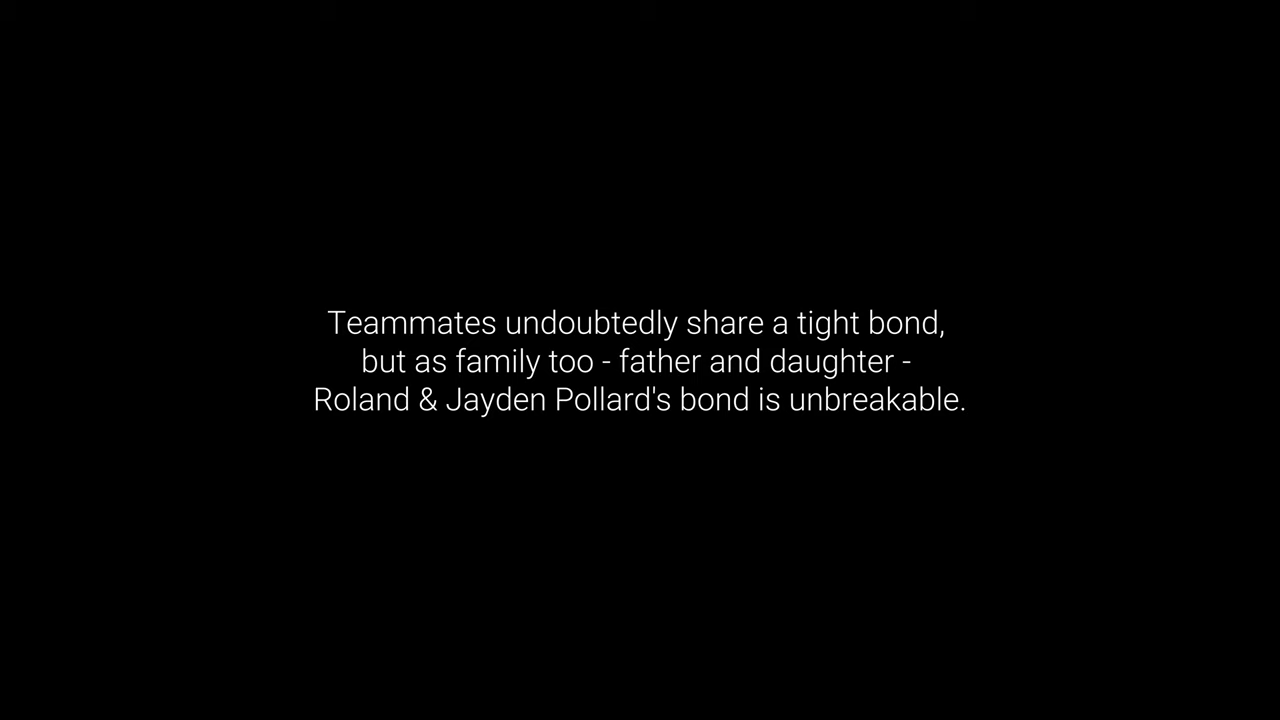 Teammates undoubtedly share a tight bond,
but as family too - father and daughter -
Roland & Jayden Pollard's bond is unbreakable.